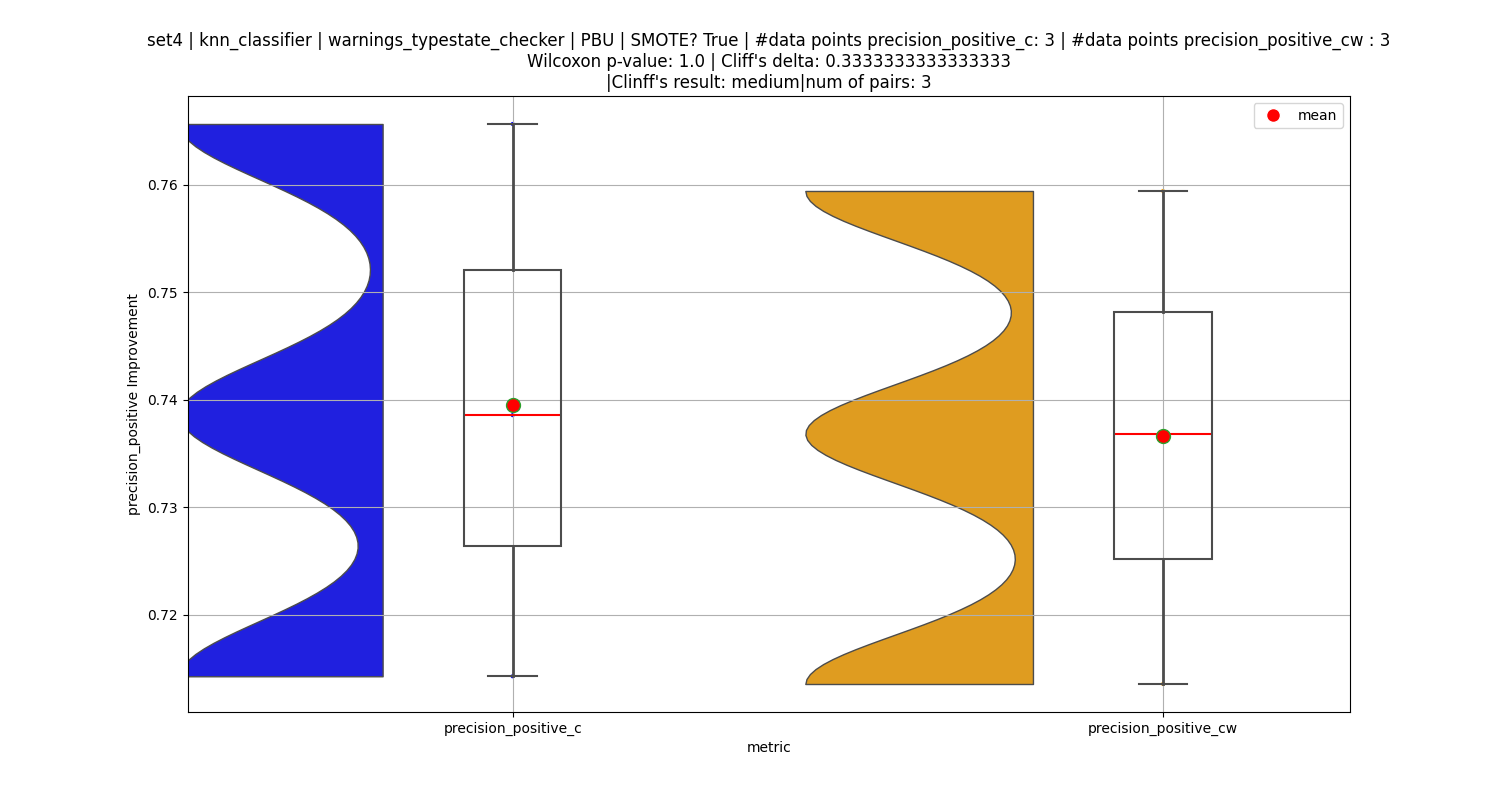 set4 | knn_classifier | warnings_typestate_checker | PBU | SMOTE? True | #data points precision_positive_c: 3 | #data points precision_positive_cw : 3
Wilcoxon p-value: 1.0 | Cliff's delta: 0.3333333333333333
|Clinff's result: medium|num of pairs: 3
mean
0.76
0.75
0.74
0.73
0.72
precision_positive Improvement
precision_positive_c
precision_positive_cw
metric